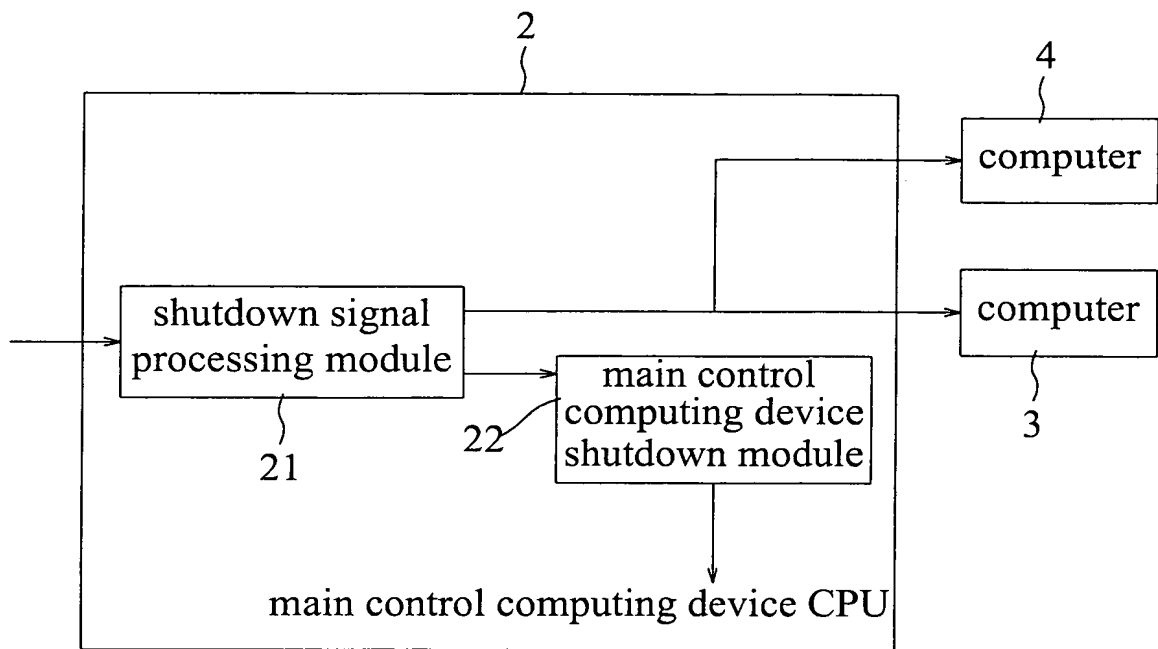 2
4
computer
shutdown signal
processing module
computer
main control
computing device
shutdown module
22
21
3
main control computing device CPU